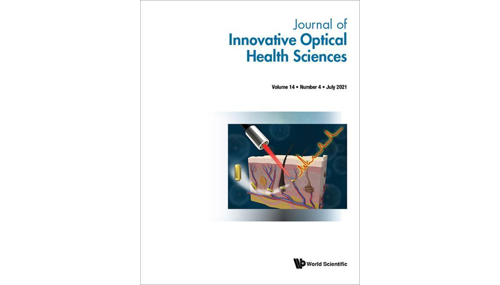 Journal of
Innovative Optical
Health Sciences
Volume 14 • Number 4 • July 2021
World Scientific